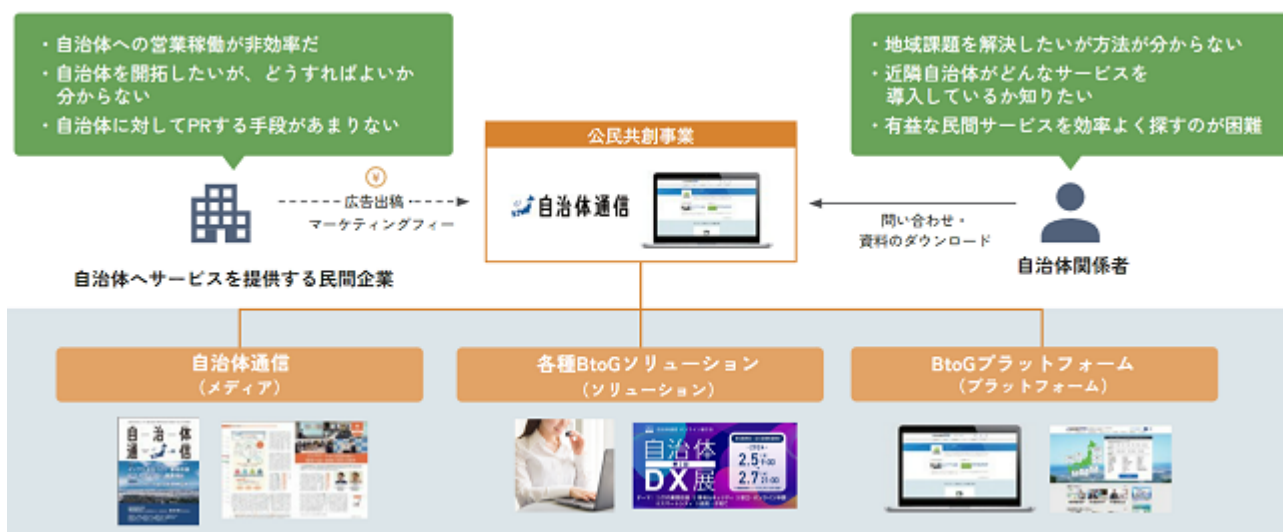 ・自治体への営業稼働が非効率だ
・自治体を開拓したいが、どうすればよいか
分からない
・自治体に対してPRする手段があまりない
・地域課題を解決したいが方法が分からない
・近隣自治体がどんなサービスを
導入しているか知りたい
・有益な民間サービスを効率よく探すのが困難
公民共創事業
自治体通信
¥
広告出稿・
マーケティングフィー
問い合わせ・
資料のダウンロード
自治体へサービスを提供する民間企業
自治体関係者
自治体通信
（メディア）
各種BtoGソリューション
（ソリューション）
BtoGプラットフォーム
（プラットフォーム）
自治体
通信
自治体
DX展
2.5
2.7